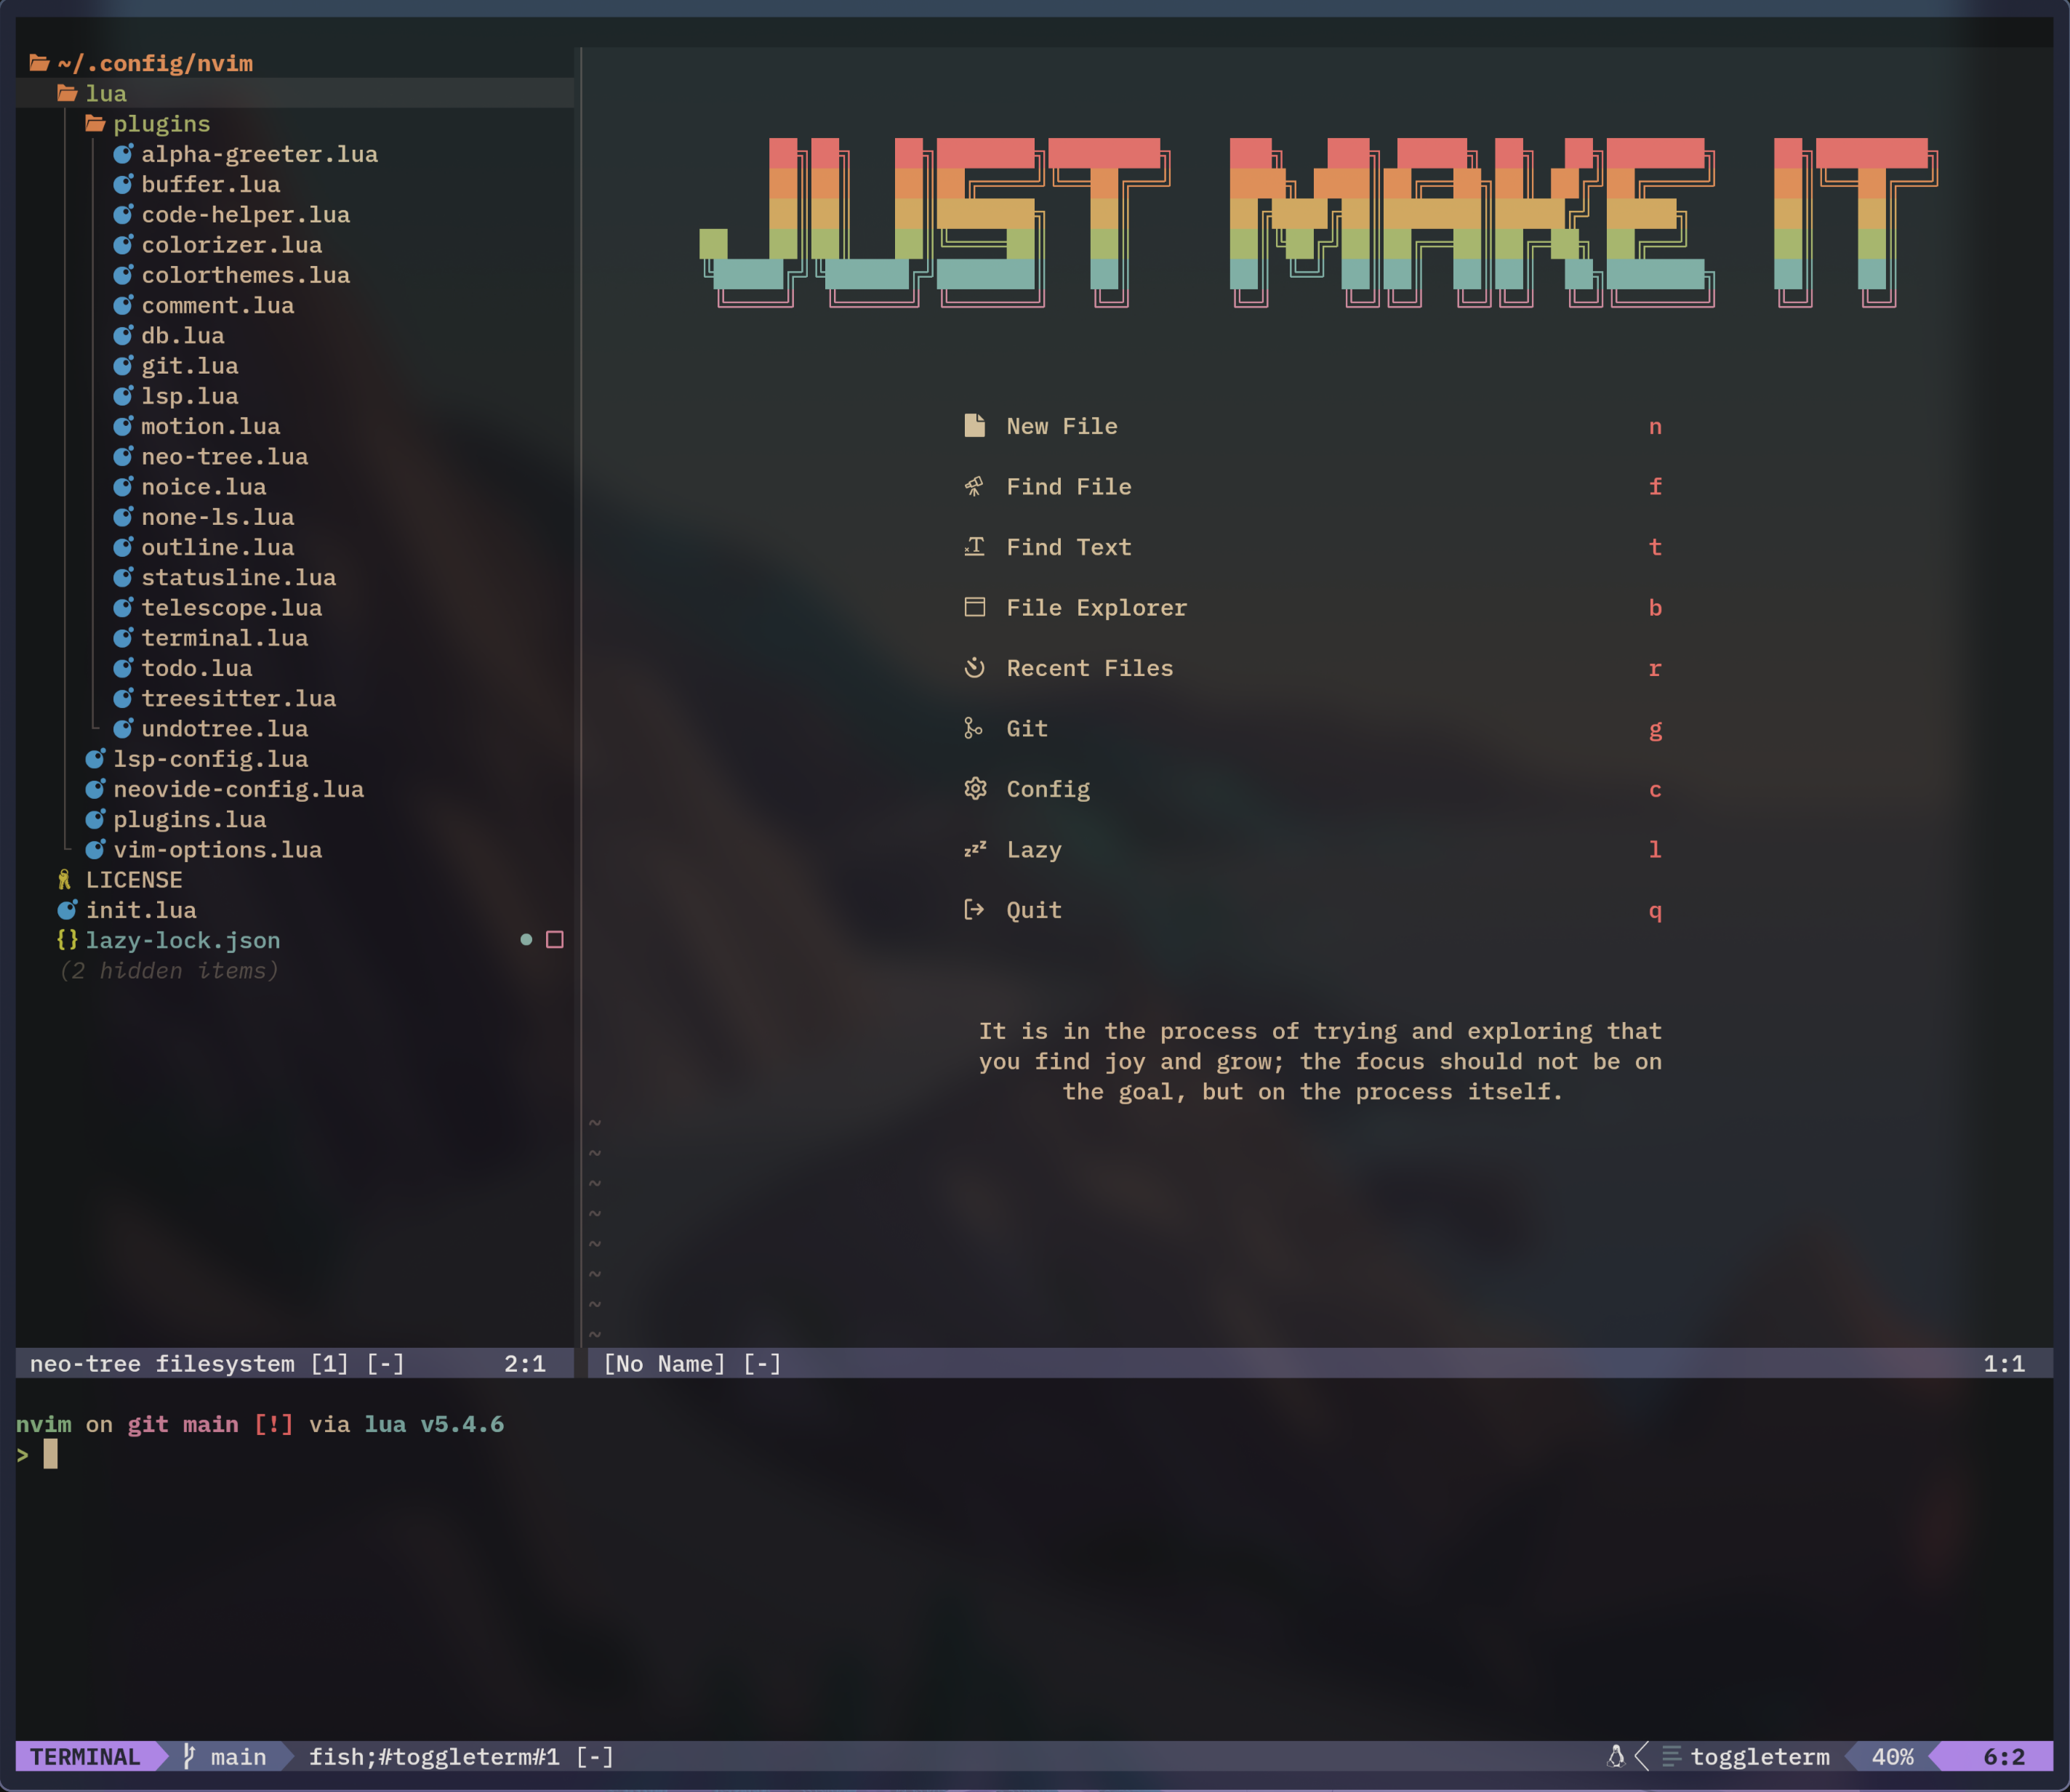 ~/.config/nvim
lua
plugins
alpha-greeter.lua
buffer.lua
code-helper.lua
colorizer.lua
colorthemes.lua
comment.lua
db.lua
git.lua
lsp.lua
motion.lua
neo-tree.lua
noice.lua
none-ls.lua
outline.lua
statusline.lua
telescope.lua
terminal.lua
todo.lua
treesitter.lua
undotree.lua
lsp-config.lua
neovide-config.lua
plugins.lua
vim-options.lua
LICENSE
init.lua
{} lazy-lock.json
(2 hidden items)
neo-tree filesystem [1] [-] 2:1
JUST MAKE IT
New File n
Find File f
Find Text t
File Explorer b
Recent Files r
Git g
Config c
zzz Lazy l
Quit q
It is in the process of trying and exploring that
you find joy and grow; the focus should not be on
the goal, but on the process itself.
~
~
~
~
~
~
~
~
[No Name] [-] 1:1
nvim on git main [!] via lua v5.4.6
>
TERMINAL main fish;#toggleterm#1 [-] toggleterm 40% 6:2